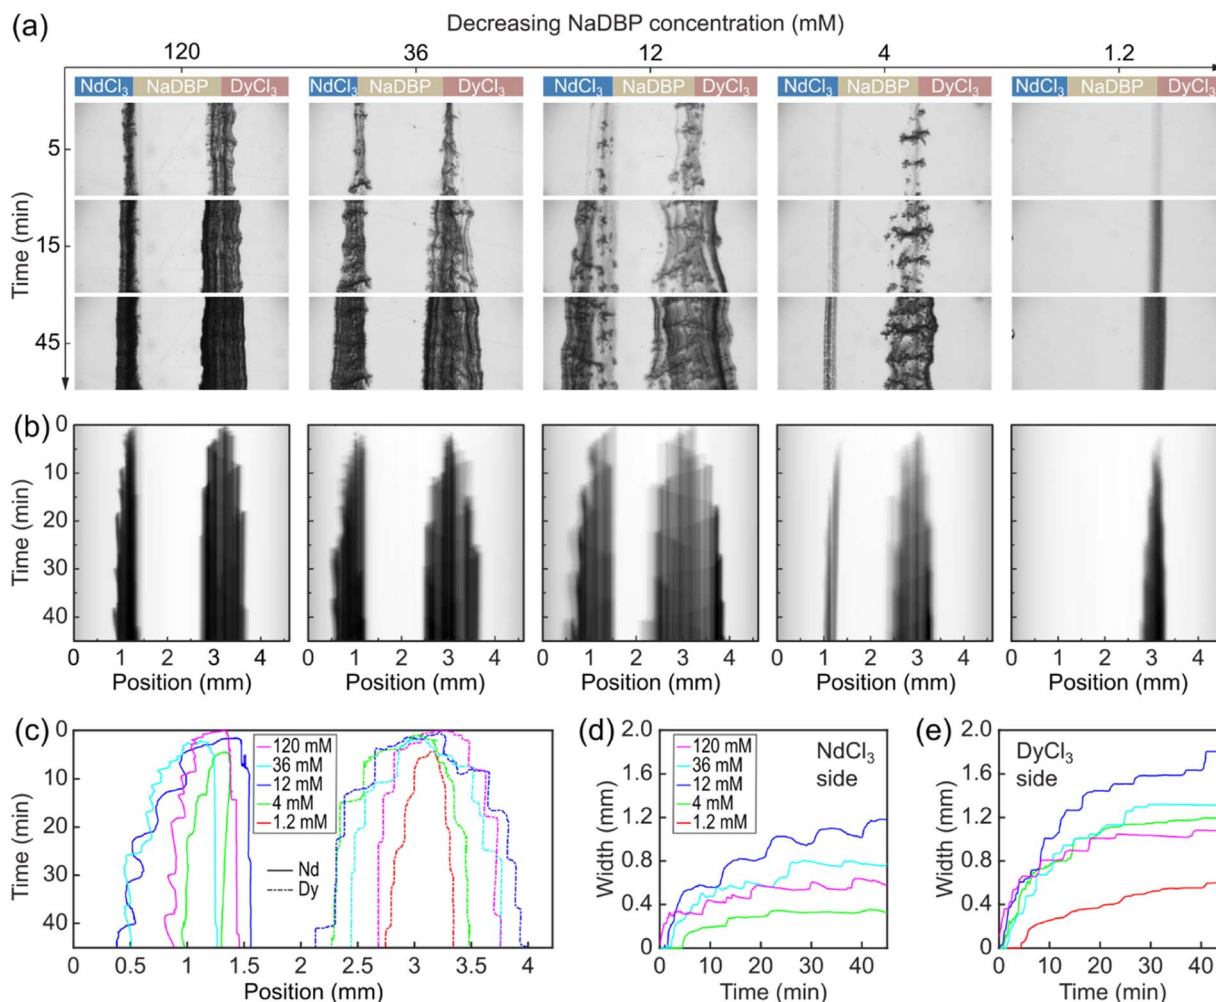 (a)
Decreasing NaDBP concentration (mM)
120 36 12 4 1.2
NdCl3 NaDBP DyCl3 NdCl3 NaDBP DyCl3 NdCl3 NaDBP DyCl3 NdCl3 NaDBP DyCl3 NdCl3 NaDBP DyCl3
Time (min)
5
15
45
(b)
Time (min)
0
10
20
30
40
0 1 2 3 4 0 1 2 3 4 0 1 2 3 4 0 1 2 3 4 0 1 2 3 4
Position (mm) Position (mm) Position (mm) Position (mm) Position (mm)
(c)
Time (min)
0
10
20
30
40
120 mM
36 mM
12 mM
4 mM
1.2 mM
Nd
Dy
0 0.5 1 1.5 2 2.5 3 3.5 4
Position (mm)
(d)
Width (mm)
2.0
1.6
1.2
0.8
0.4
0
120 mM
36 mM
12 mM
4 mM
1.2 mM
NdCl3
side
0 10 20 30 40
Time (min)
(e)
Width (mm)
2.0
1.6
1.2
0.8
0.4
0
DyCl3
side
0 10 20 30 40
Time (min)